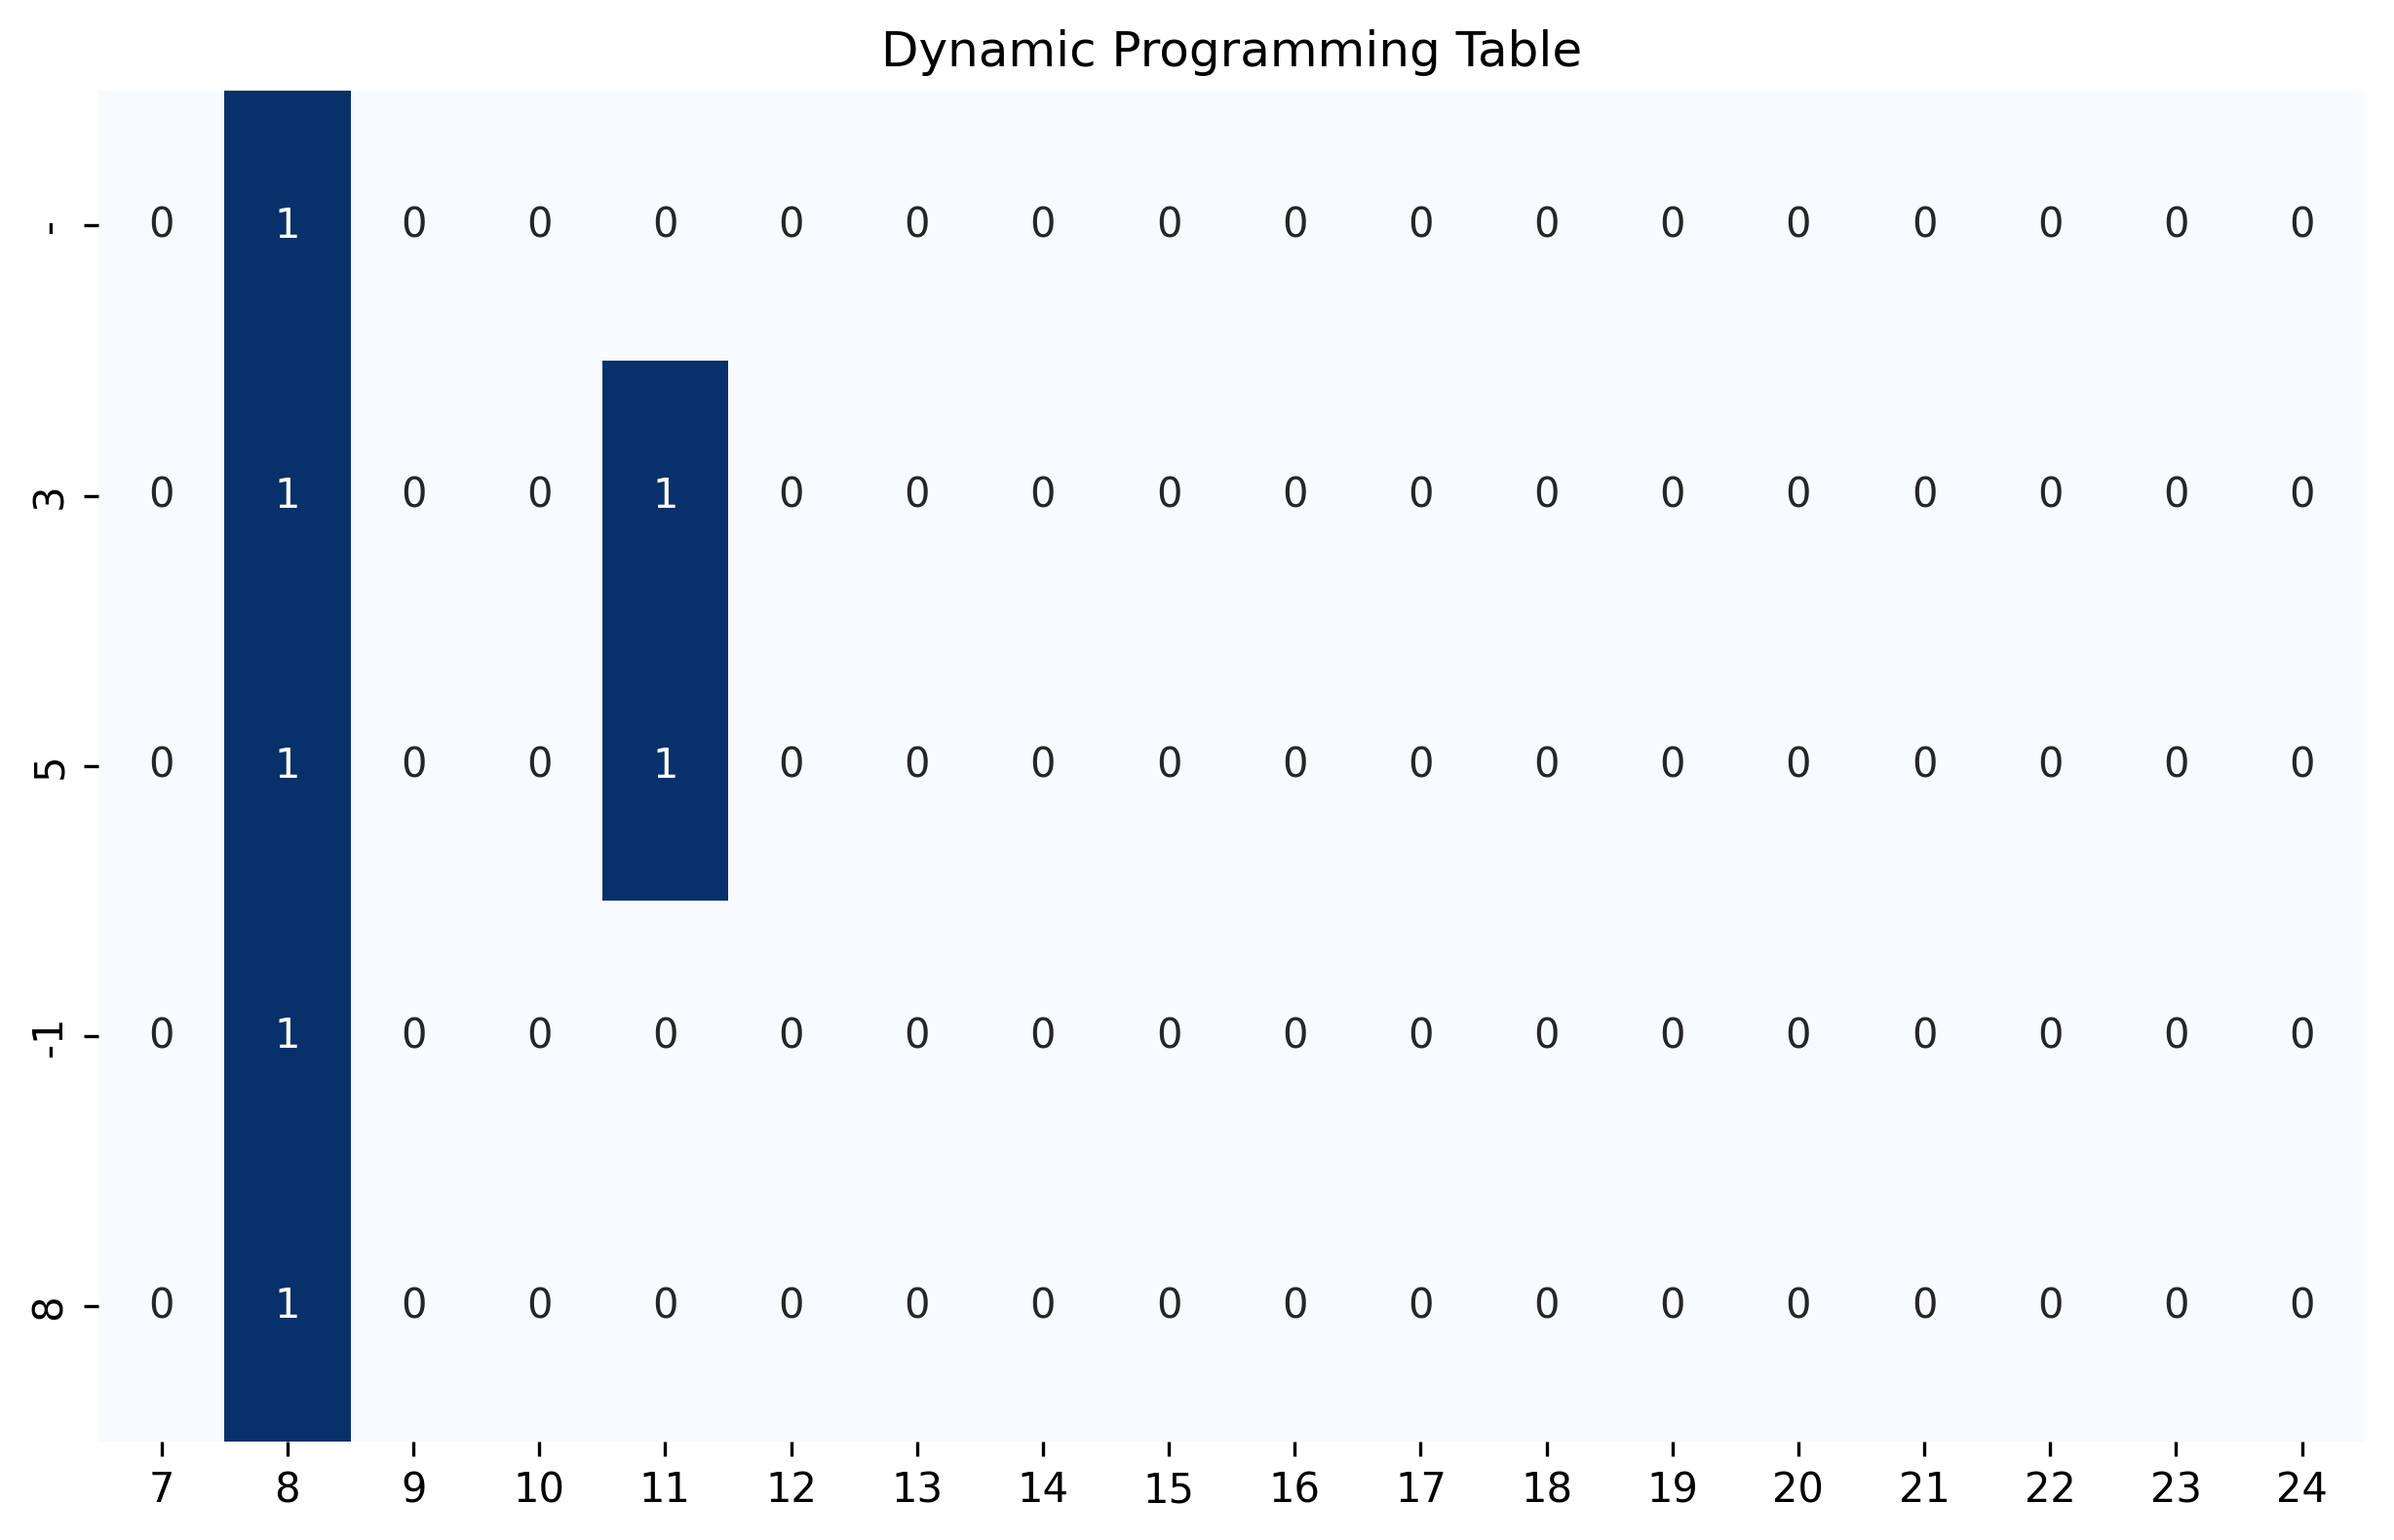 Dynamic Programming Table
- 0 1 0 0 0 0 0 0 0 0 0 0 0 0 0 0 0 0
3 0 1 0 0 1 0 0 0 0 0 0 0 0 0 0 0 0 0
5 0 1 0 0 1 0 0 0 0 0 0 0 0 0 0 0 0 0
-1 0 1 0 0 0 0 0 0 0 0 0 0 0 0 0 0 0 0
8 0 1 0 0 0 0 0 0 0 0 0 0 0 0 0 0 0 0
7 8 9 10 11 12 13 14 15 16 17 18 19 20 21 22 23 24